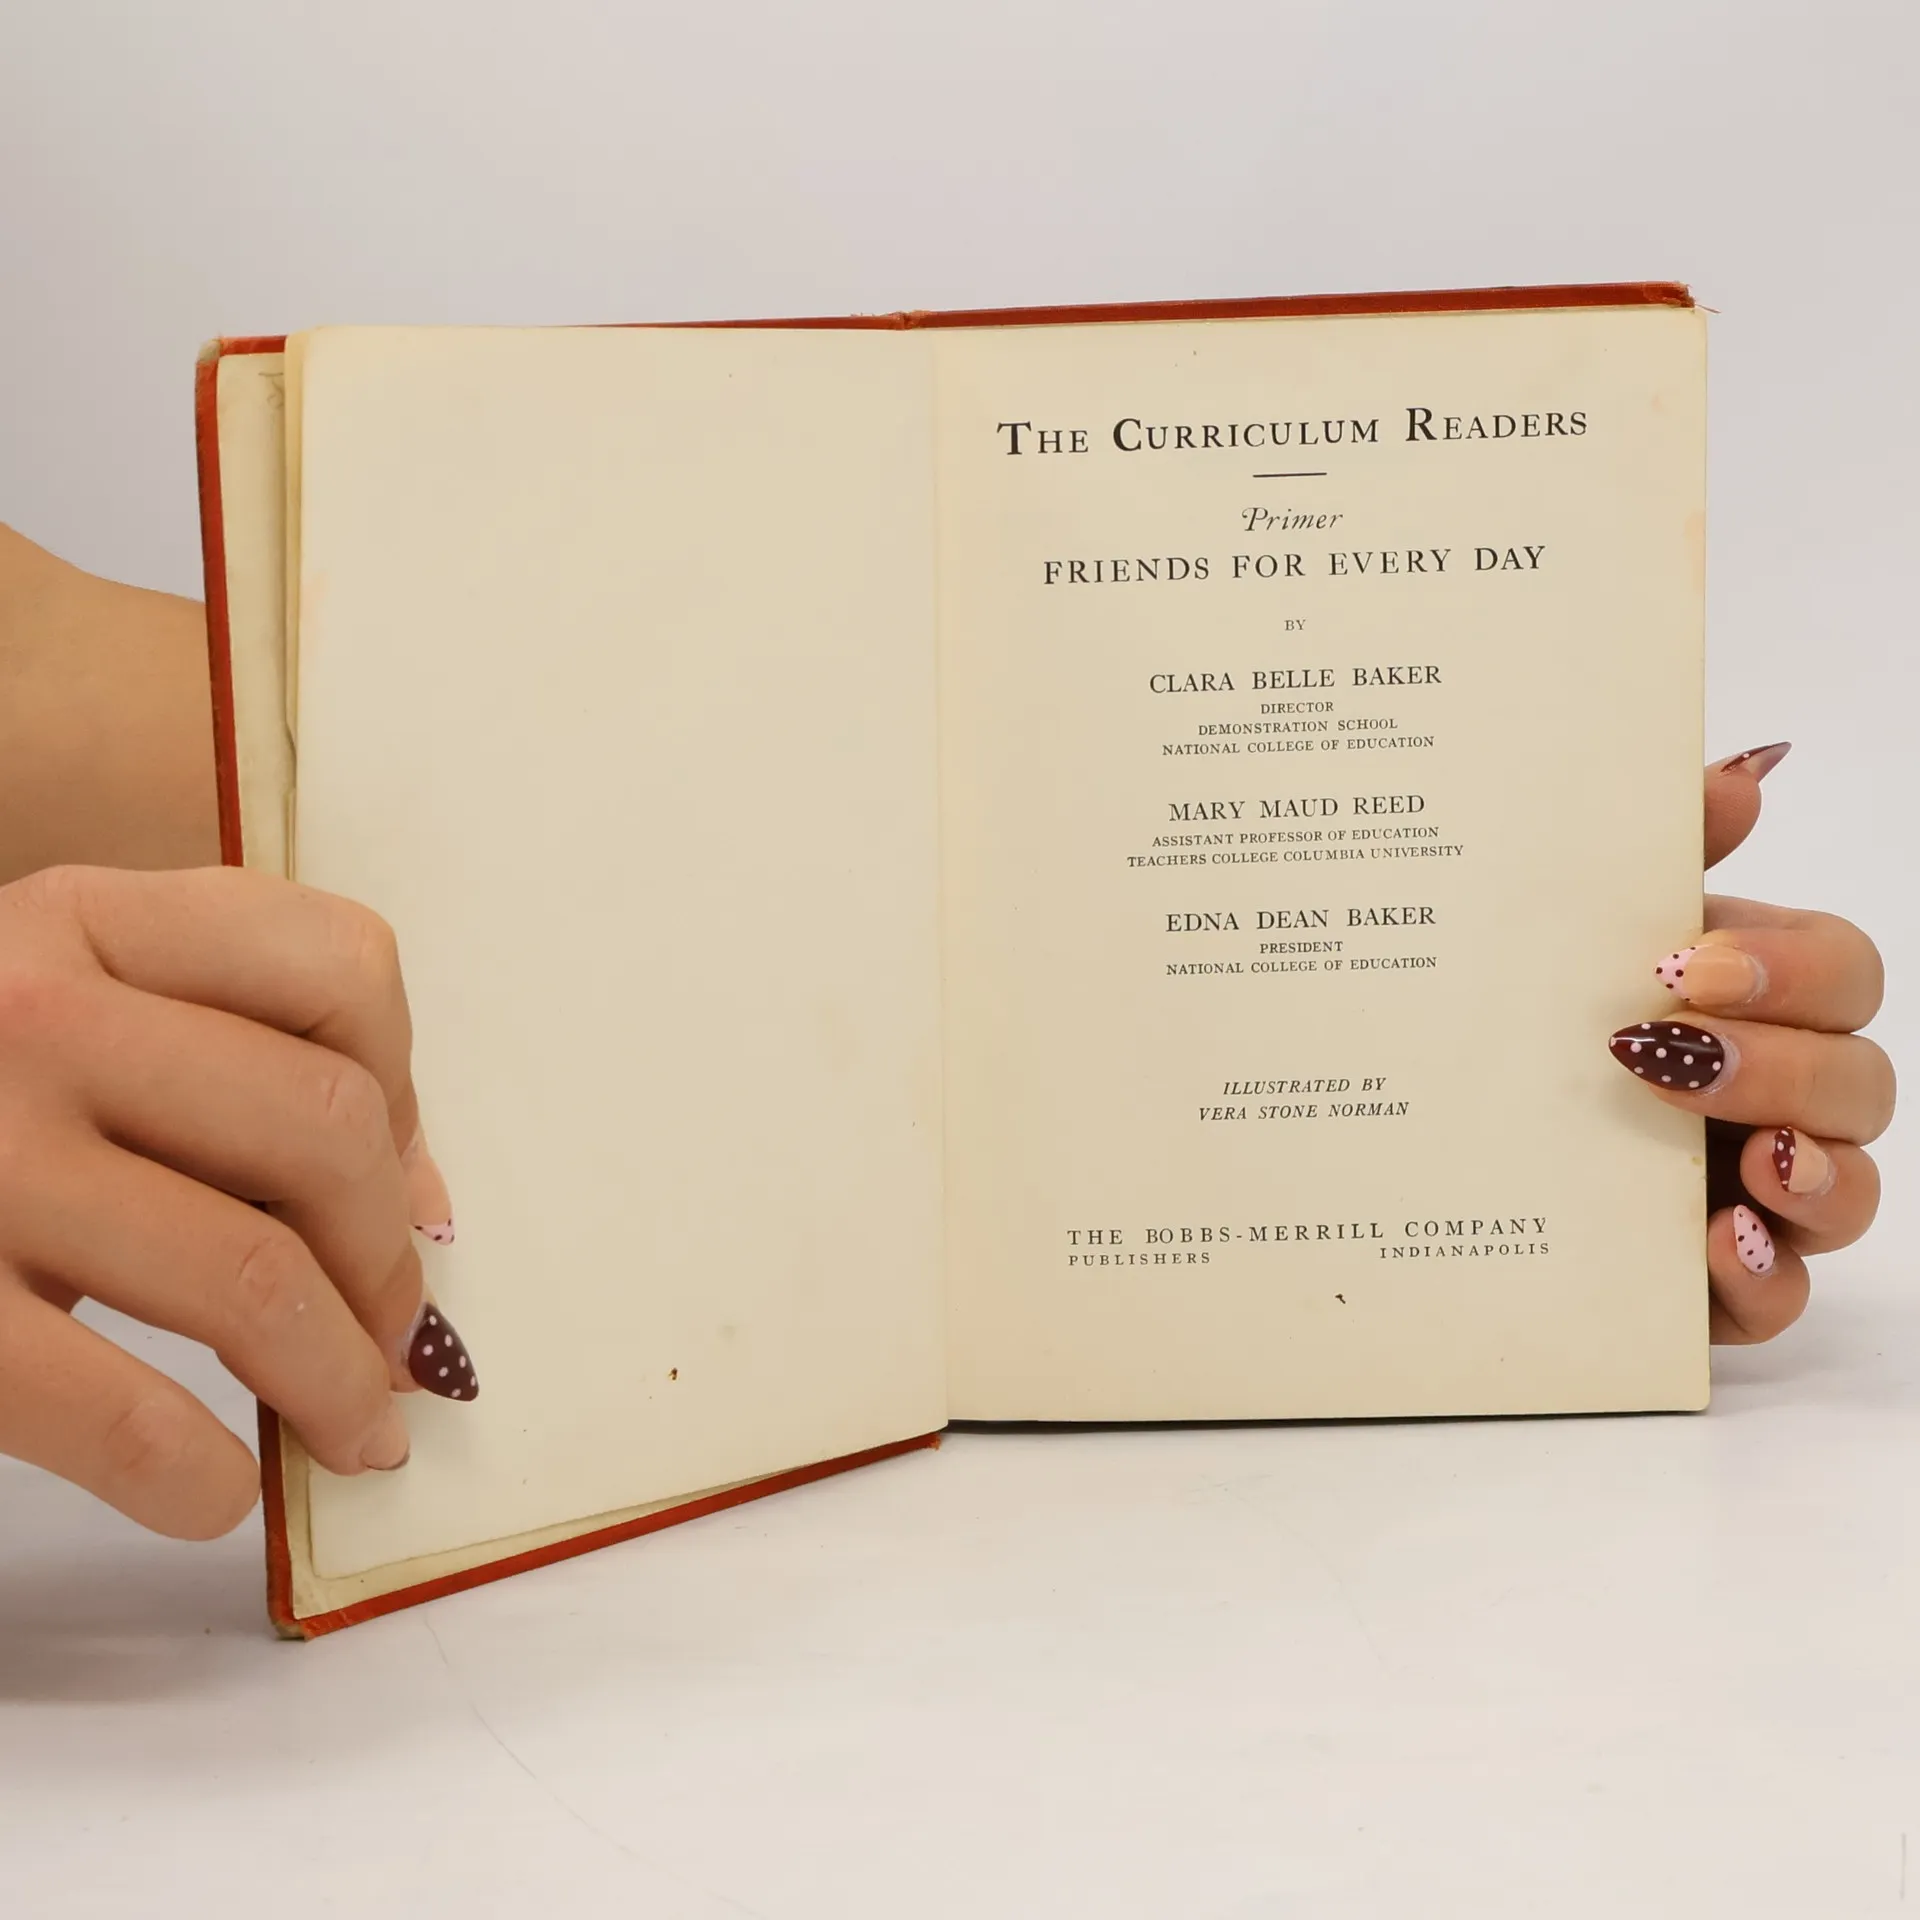 THE CURRICULUM READERS
Primer
FRIENDS FOR EVERY DAY
BY
CLARA BELLE BAKER
DIRECTOR
DEMONSTRATION SCHOOL
NATIONAL COLLEGE OF EDUCATION
MARY MAUD REED
ASSISTANT PROFESSOR OF EDUCATION
TEACHERS COLLEGE COLUMBIA UNIVERSITY
EDNA DEAN BAKER
PRESIDENT
NATIONAL COLLEGE OF EDUCATION
ILLUSTRATED BY
VERA STONE NORMAN
THE BOBBS-MERRILL COMPANY
PUBLISHERS INDIANAPOLIS